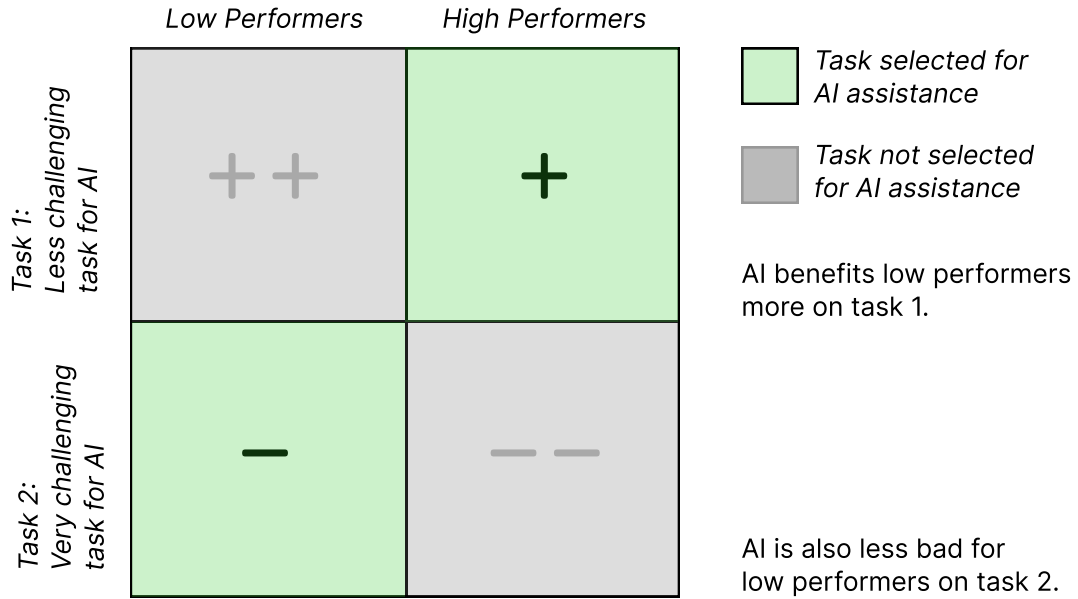 Low Performers
High Performers
Task 1:
Less challenging
task for AI
Task 2:
Very challenging
task for AI
Task selected for
AI assistance
Task not selected
for AI assistance
AI benefits low performers
more on task 1.
AI is also less bad for
low performers on task 2.